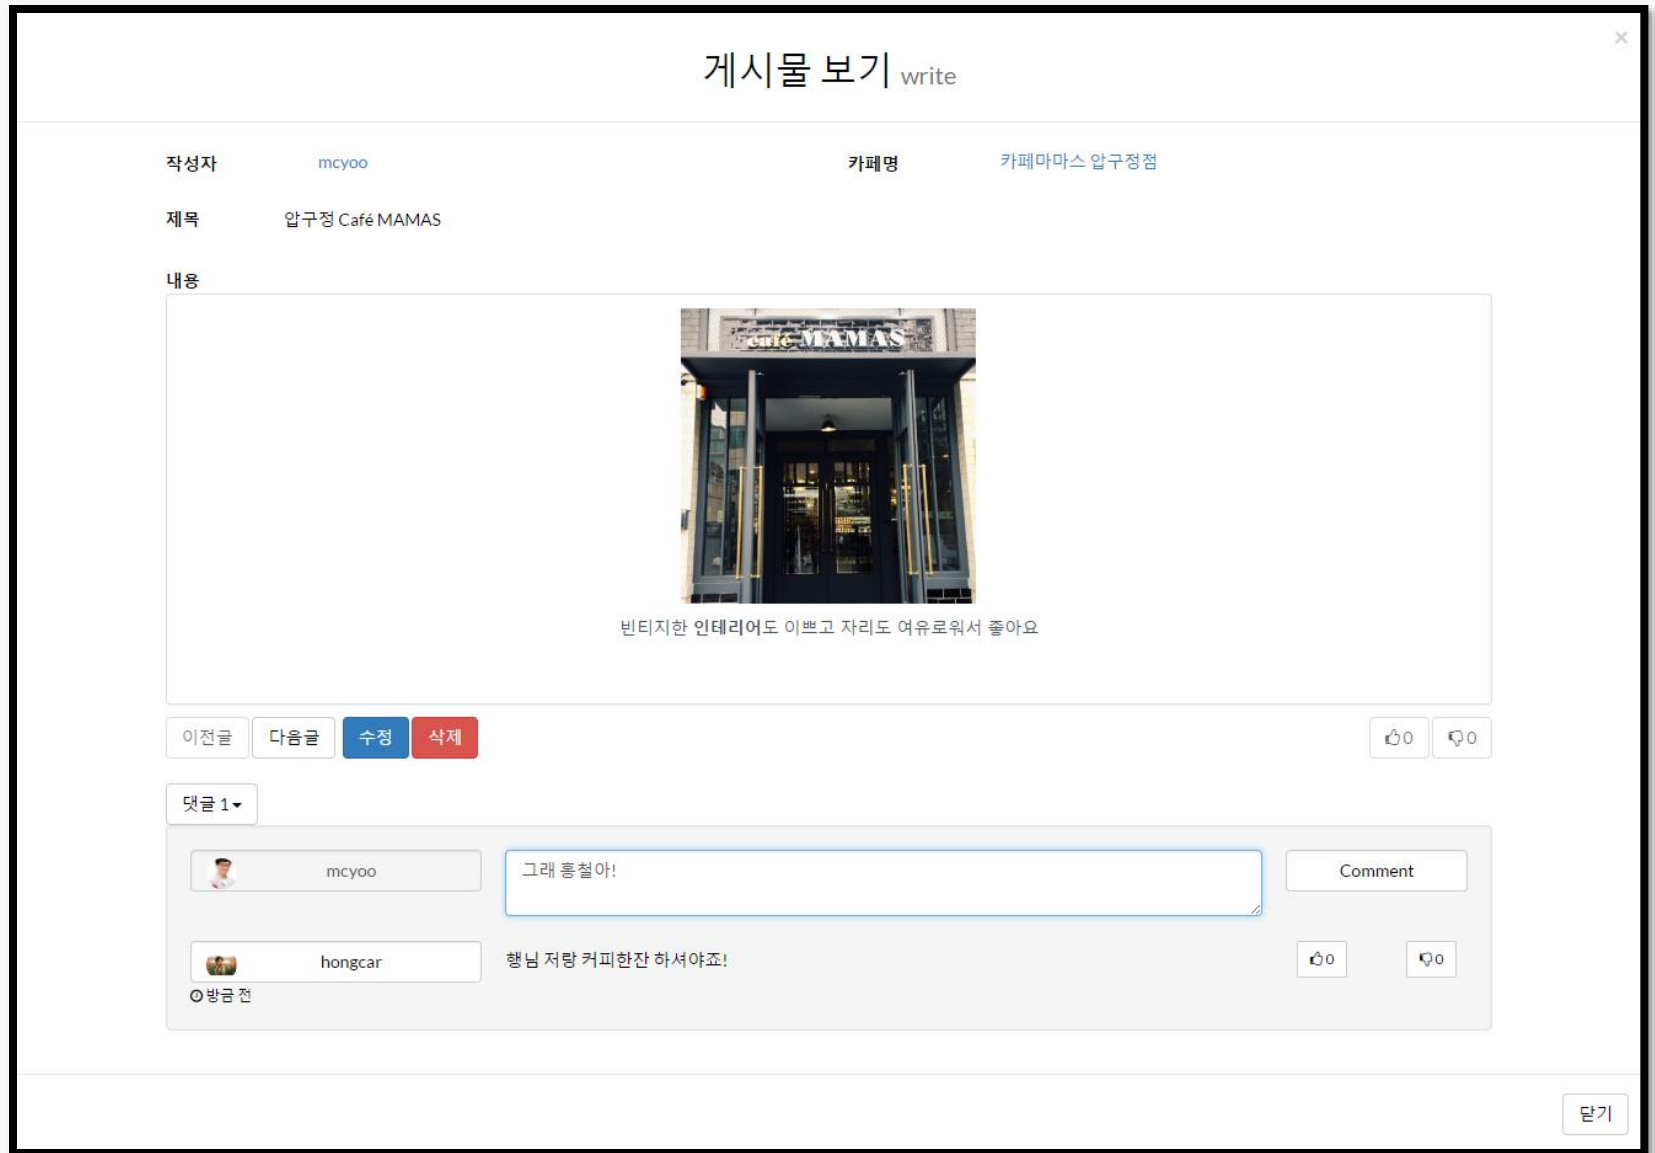 ×
게시물 보기 write
작성자 mcyoo 카페명 카페마마스 압구정점
제목 압구정 Café MAMAS
내용
café MAMAS
빈티지한 인테리어도 이쁘고 자리도 여유로워서 좋아요
이전글 다음글 수정 삭제 0 0
댓글 1
mcyoo 그래 홍철아! Comment
hongcar 행님 저랑 커피한잔 하셔야죠! 0 0
방금 전
닫기